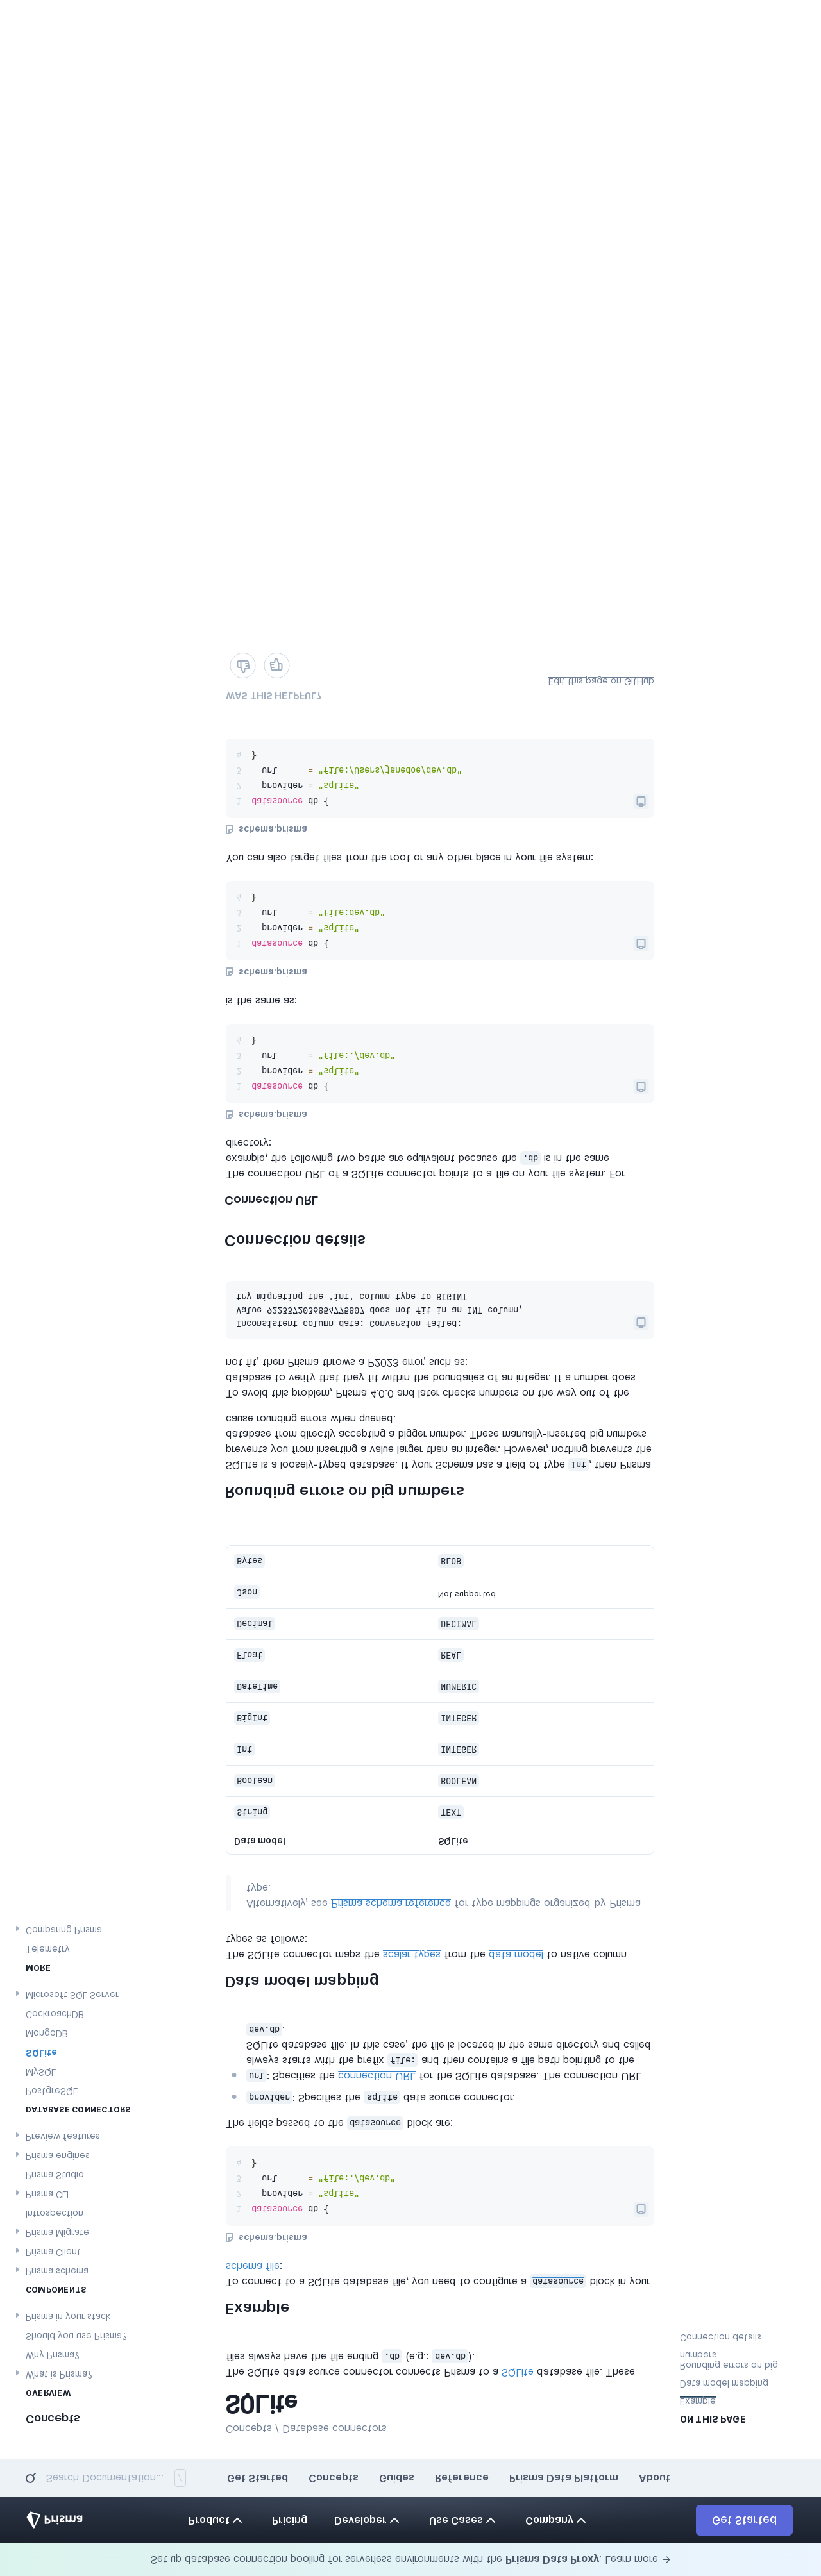 Set up database connection pooling for serverless environments with the Prisma Data Proxy. Learn more →
Prisma
Product
Pricing
Developer
Use Cases
Company
Get Started
Search Documentation...
/
Get Started
Concepts
Guides
Reference
Prisma Data Platform
About
Concepts
OVERVIEW
What is Prisma?
Why Prisma?
Should you use Prisma?
Prisma in your stack
COMPONENTS
Prisma schema
Prisma Client
Prisma Migrate
Introspection
Prisma CLI
Prisma Studio
Prisma engines
Preview features
DATABASE CONNECTORS
PostgreSQL
MySQL
SQLite
MongoDB
CockroachDB
Microsoft SQL Server
MORE
Telemetry
Comparing Prisma
Concepts / Database connectors
SQLite
The SQLite data source connector connects Prisma to a SQLite database file. These
files always have the file ending .db (e.g.: dev.db).
Example
To connect to a SQLite database file, you need to configure a datasource block in your
schema file:
schema.prisma
1 datasource db {
2 provider = "sqlite"
3 url = "file:./dev.db"
4 }
The fields passed to the datasource block are:
provider: Specifies the sqlite data source connector.
url: Specifies the connection URL for the SQLite database. The connection URL
always starts with the prefix file: and then contains a file path pointing to the
SQLite database file. In this case, the file is located in the same directory and called
dev.db.
Data model mapping
The SQLite connector maps the scalar types from the data model to native column
types as follows:
Alternatively, see Prisma schema reference for type mappings organized by Prisma
type.
Data model SQLite
String TEXT
Boolean BOOLEAN
Int INTEGER
BigInt INTEGER
DateTime NUMERIC
Float REAL
Decimal DECIMAL
Json Not supported
Bytes BLOB
Rounding errors on big numbers
SQLite is a loosely-typed database. If your Schema has a field of type Int, then Prisma
prevents you from inserting a value larger than an integer. However, nothing prevents the
database from directly accepting a bigger number. These manually-inserted big numbers
cause rounding errors when queried.
To avoid this problem, Prisma 4.0.0 and later checks numbers on the way out of the
database to verify that they fit within the boundaries of an integer. If a number does
not fit, then Prisma throws a P2023 error, such as:
Inconsistent column data: Conversion failed:
Value 9223372036854775807 does not fit in an INT column,
try migrating the 'int' column type to BIGINT
Connection details
Connection URL
The connection URL of a SQLite connector points to a file on your file system. For
example, the following two paths are equivalent because the .db is in the same
directory:
schema.prisma
1 datasource db {
2 provider = "sqlite"
3 url = "file:./dev.db"
4 }
is the same as:
schema.prisma
1 datasource db {
2 provider = "sqlite"
3 url = "file:dev.db"
4 }
You can also target files from the root or any other place in your file system:
schema.prisma
1 datasource db {
2 provider = "sqlite"
3 url = "file:/Users/janedoe/dev.db"
4 }
WAS THIS HELPFUL?
Edit this page on GitHub
ON THIS PAGE
Example
Data model mapping
Rounding errors on big
numbers
Connection details